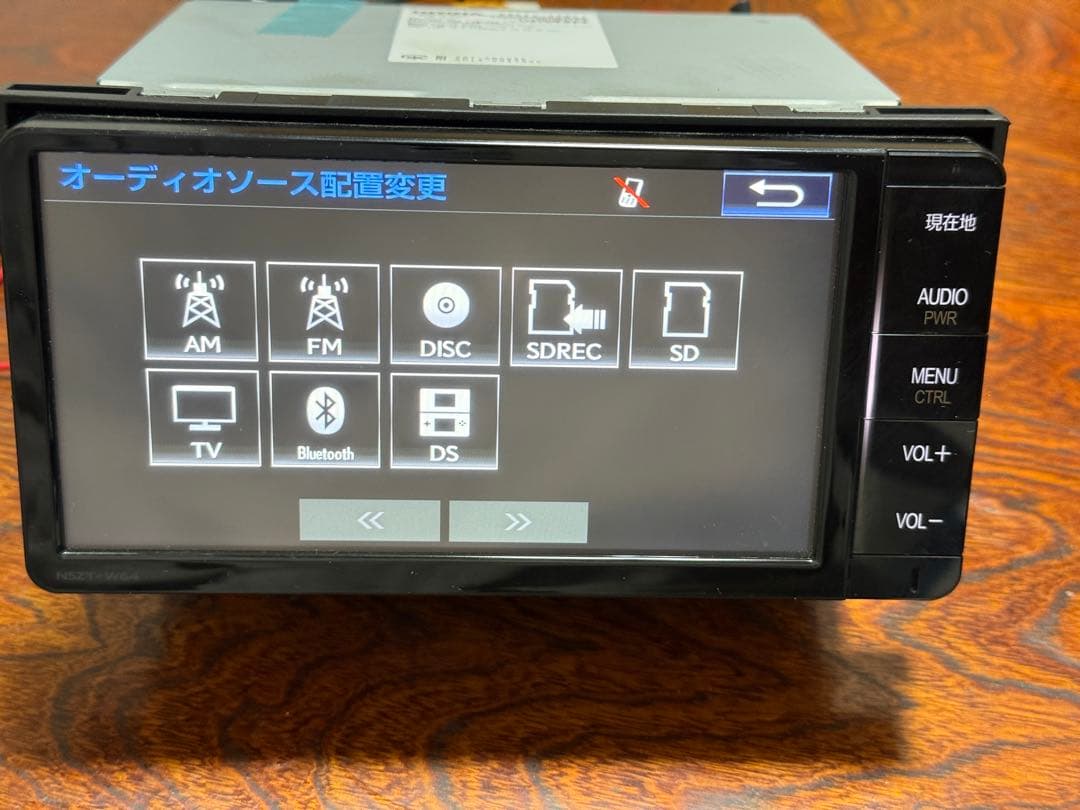 オーディオソース配置変更
AM
FM
DISC
SDREC
SD
TV
Bluetooth
DS
現在地
AUDIO
PWR
MENU
CTRL
VOL+
VOL-
NSZT-W64